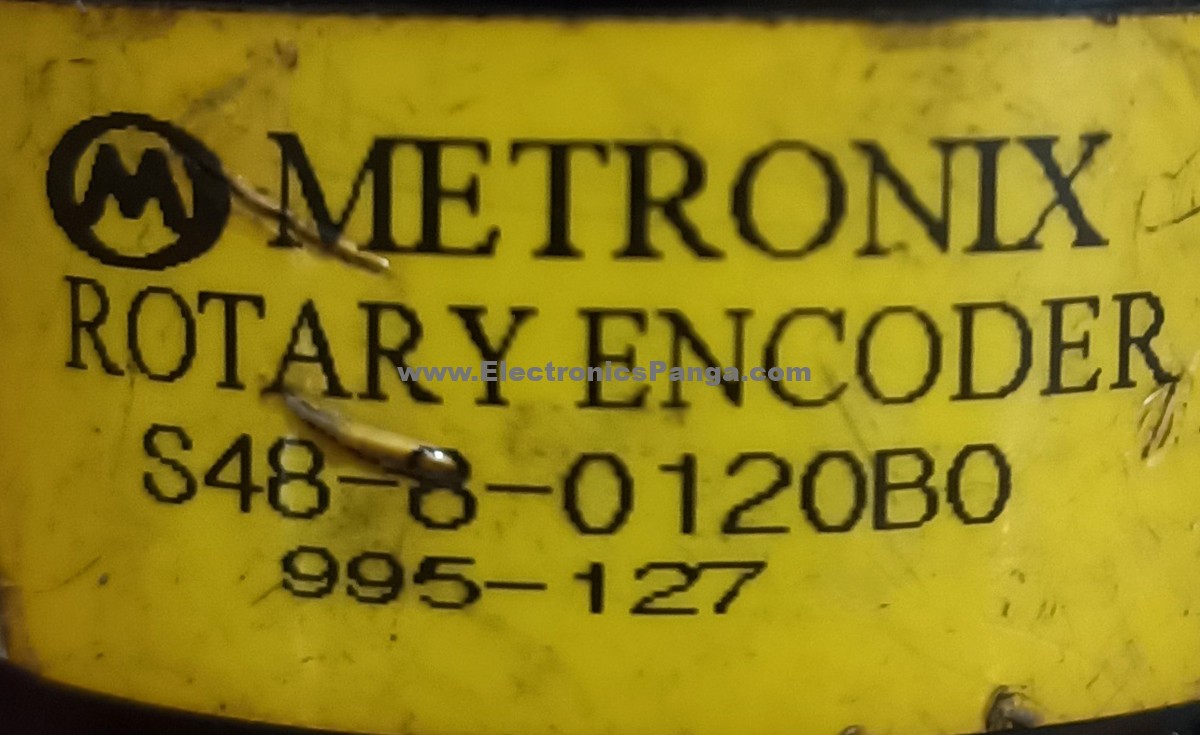 M METRONIX
ROTARY ENCODER
www.ElectronicsPanga.com
S48-8-0120B0
995-127